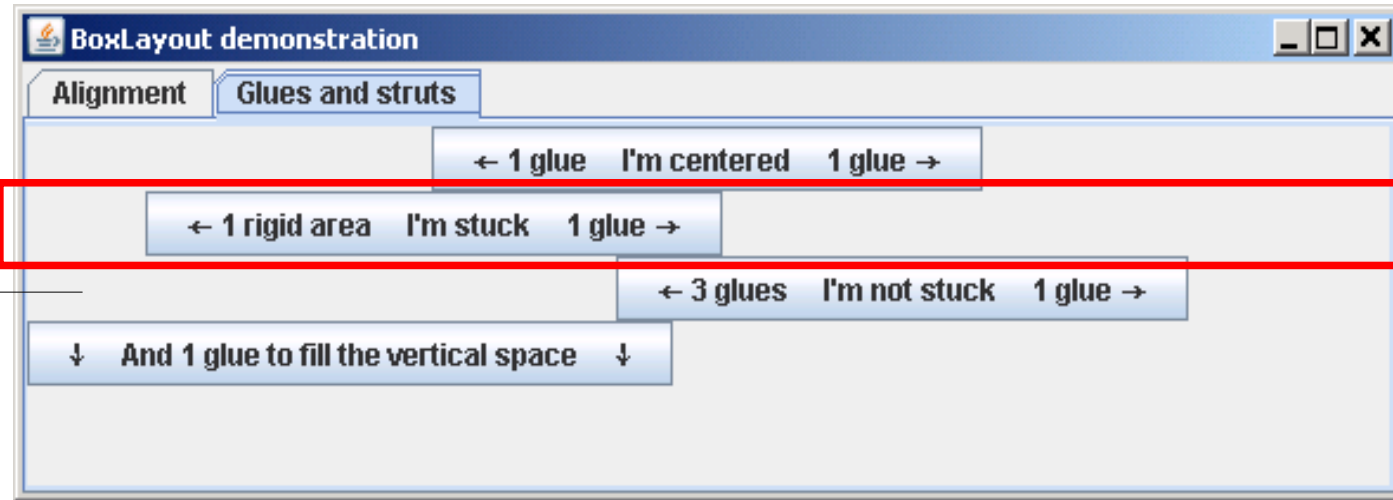 BoxLayout demonstration
Alignment Glues and struts
← 1 glue I'm centered 1 glue →
← 1 rigid area I'm stuck 1 glue →
← 3 glues I'm not stuck 1 glue →
↓ And 1 glue to fill the vertical space ↓